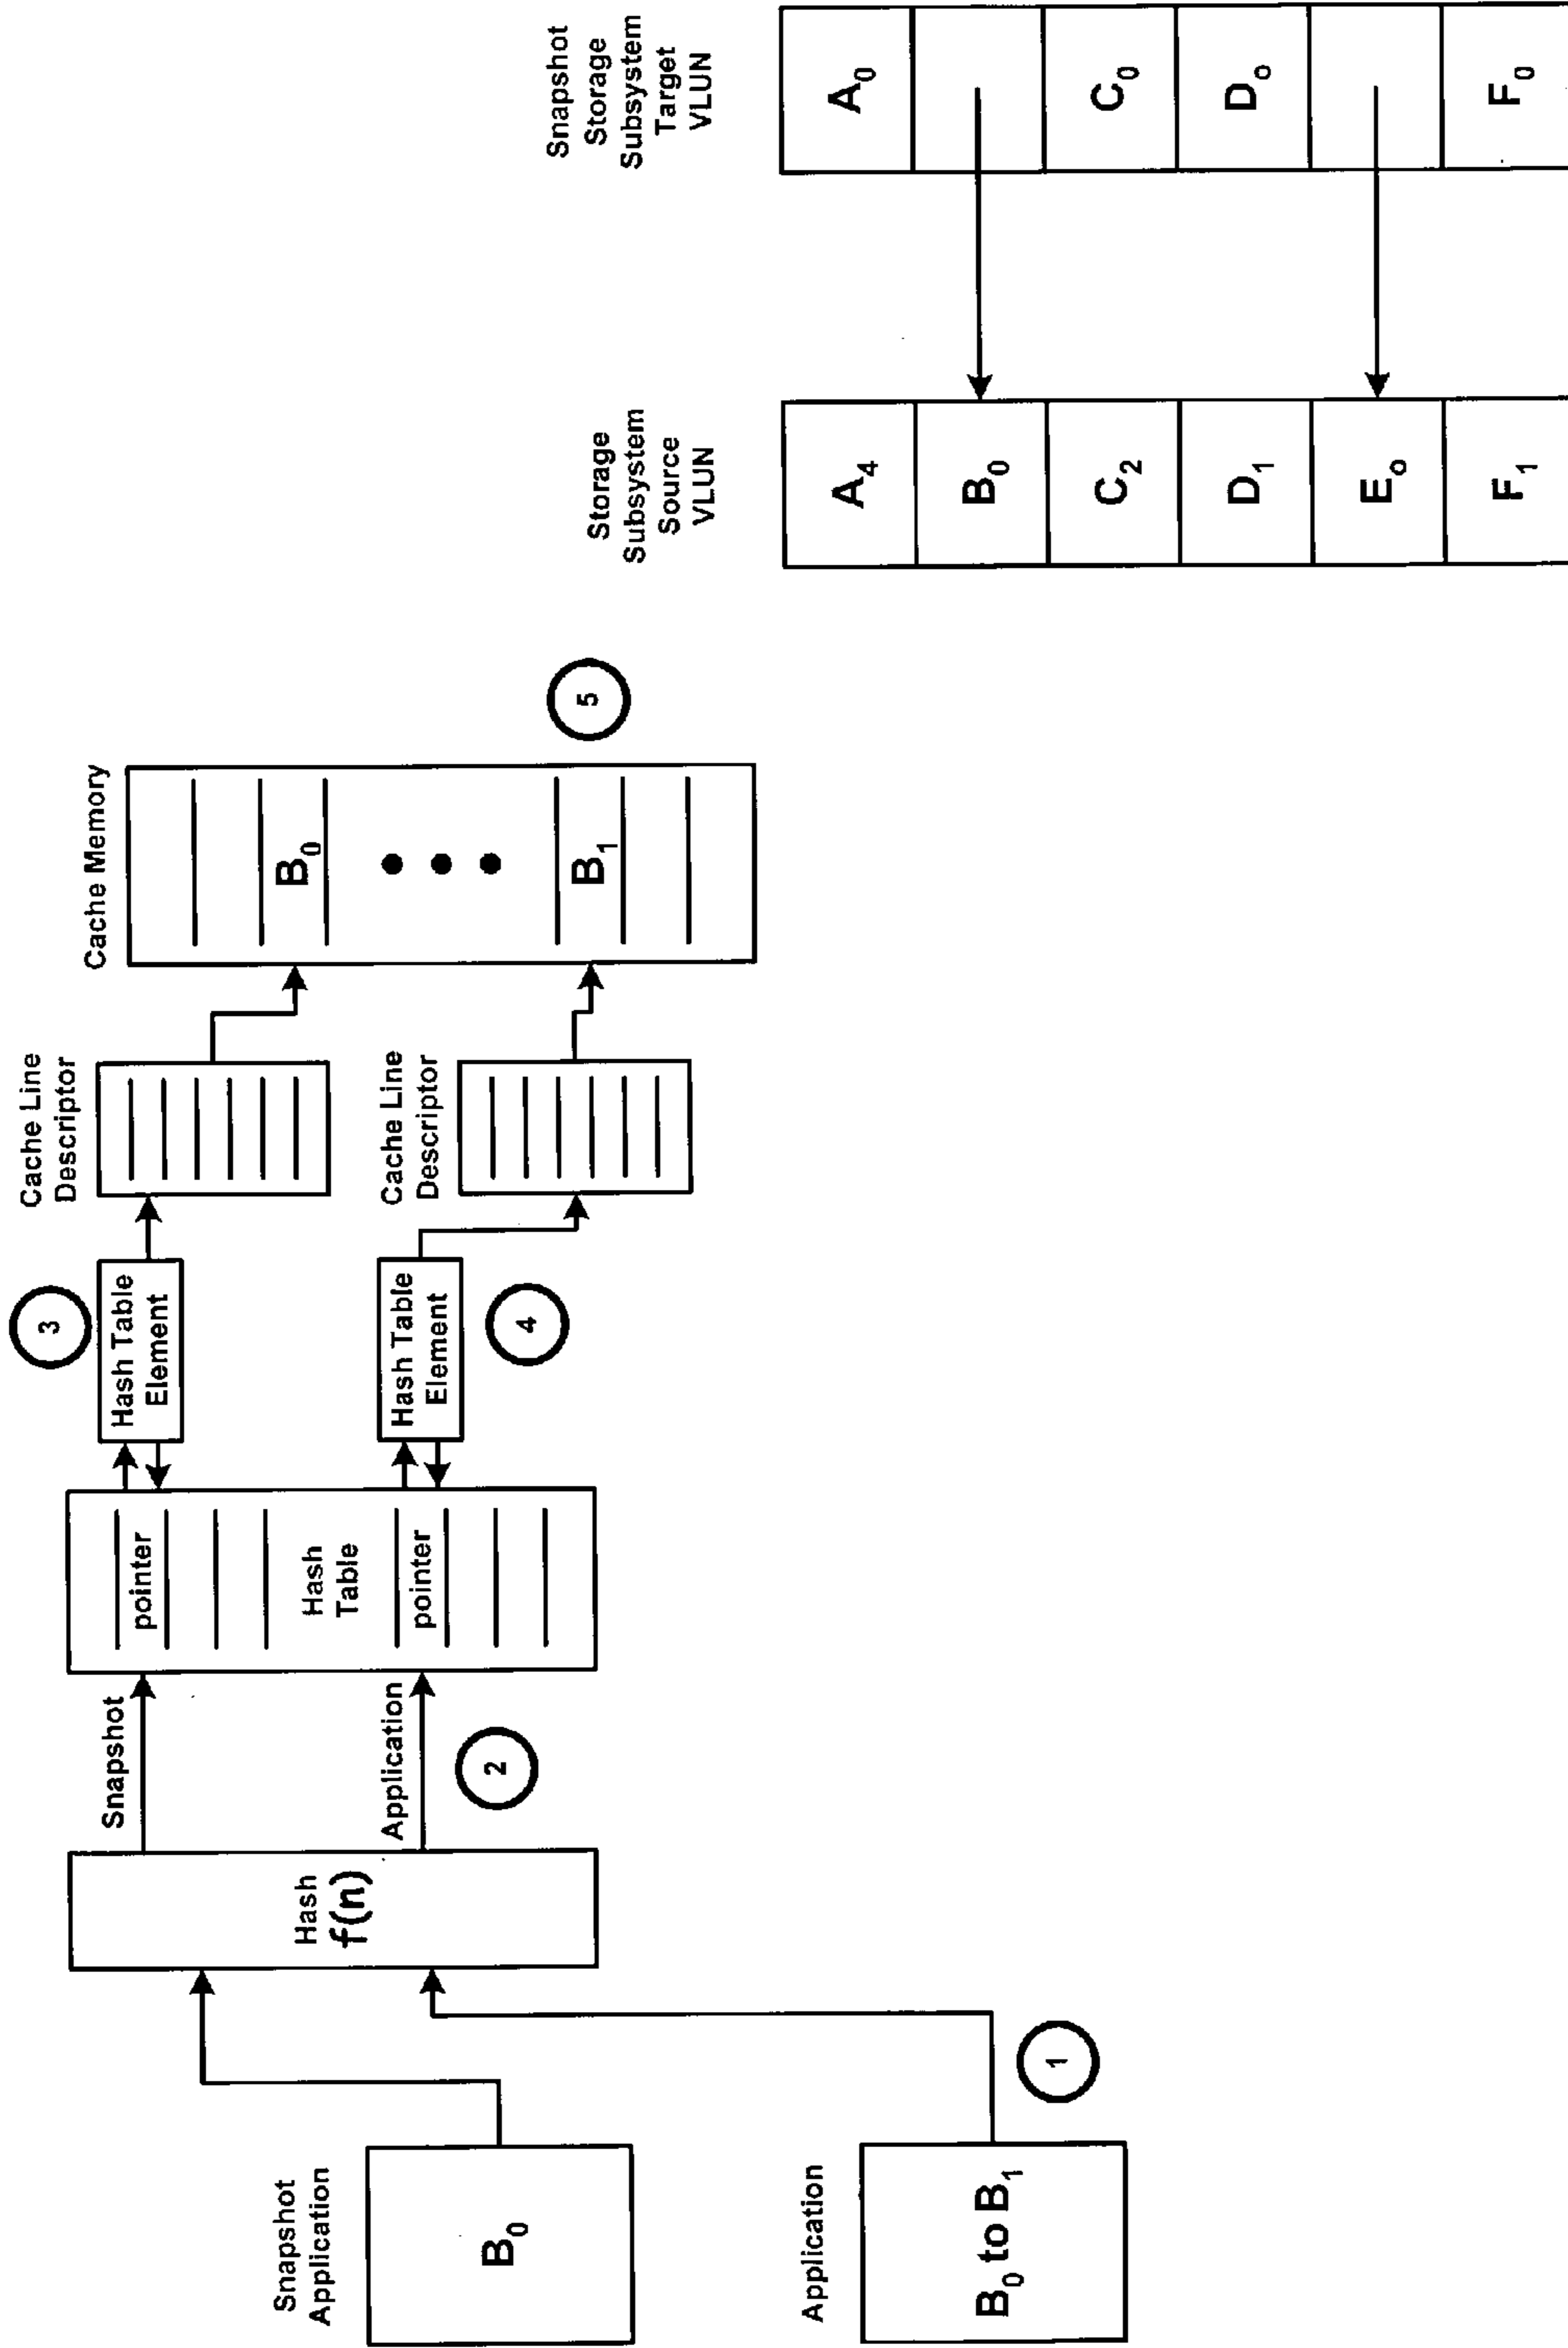 Snapshot
Application
B₀
Application
B₀ to B₁
1
Hash
f(n)
Snapshot
Application
2
pointer
Hash
Table
pointer
3
Hash Table
Element
Hash Table
Element
4
Cache Line
Descriptor
Cache Line
Descriptor
Cache Memory
B₀
B₁
5
Storage
Subsystem
Source
VLUN
A₄
B₀
C₂
D₁
Eₒ
F₁
Snapshot
Storage
Subsystem
Target
VLUN
A₀
C₀
Dₒ
F₀